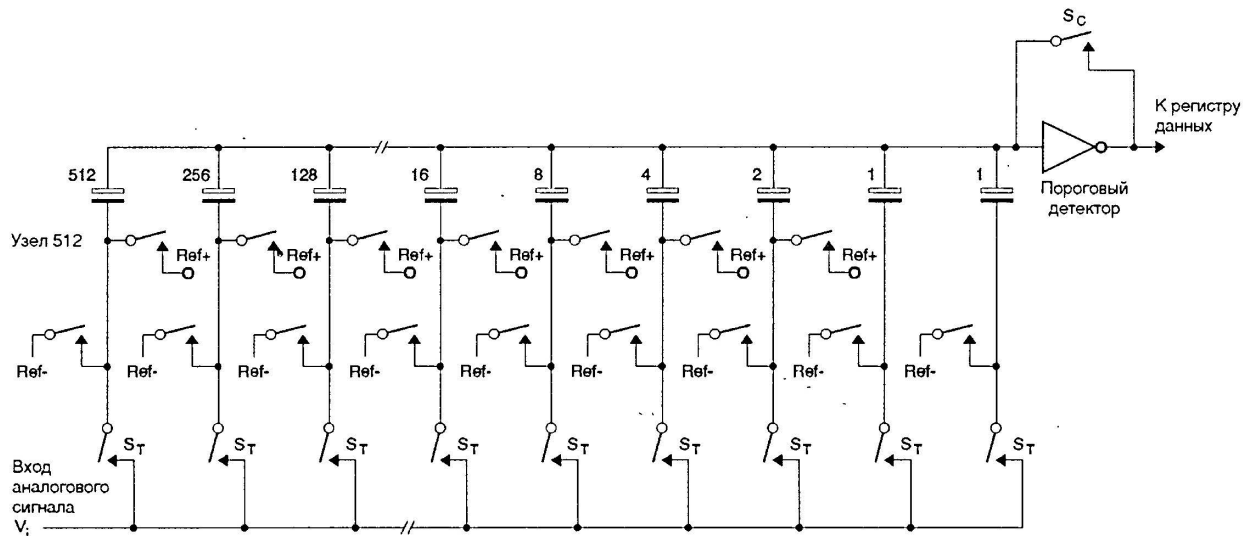 S_C
К регистру
данных
512 256 128 16 8 4 2 1 1
Пороговый
детектор
Узел 512
Ref+ Ref+ Ref+ Ref+ Ref+ Ref+ Ref+
Ref- Ref- Ref- Ref- Ref- Ref- Ref- Ref- Ref-
S_T S_T S_T S_T S_T S_T S_T S_T S_T
Вход
аналогового
сигнала
V_i